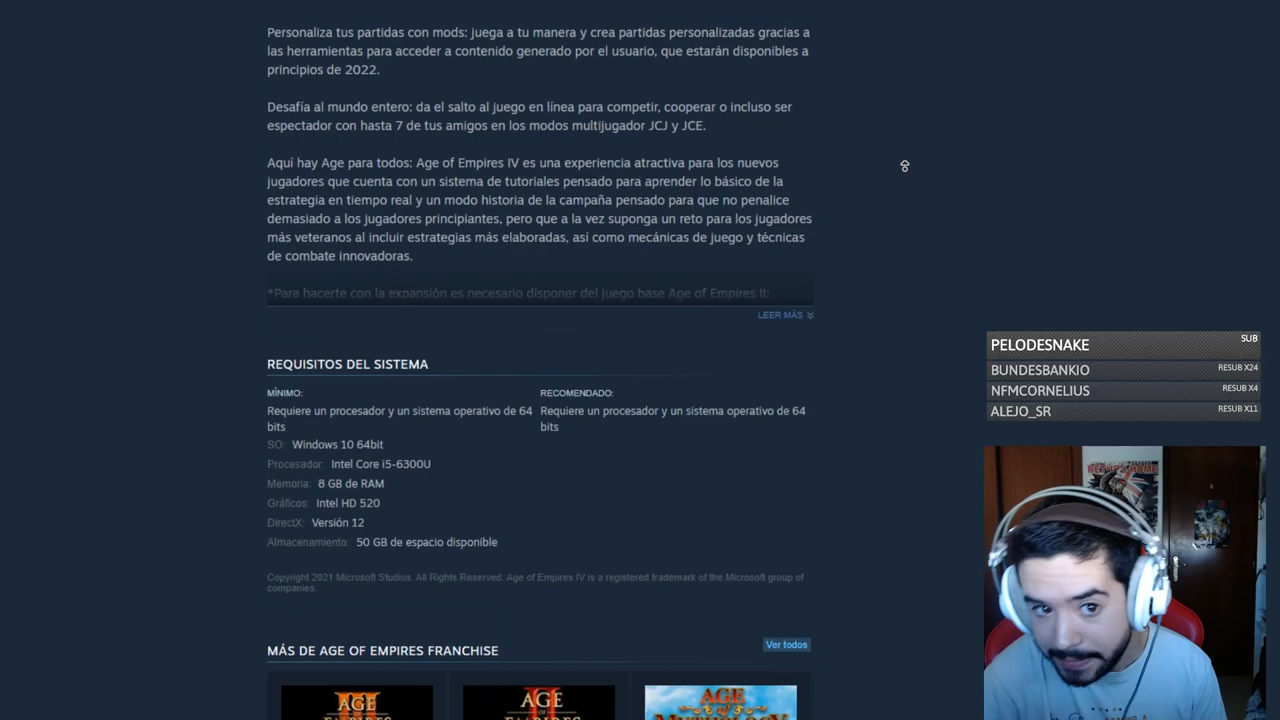 Personaliza tus partidas con mods: juega a tu manera y crea partidas personalizadas gracias a
las herramientas para acceder a contenido generado por el usuario, que estarán disponibles a
principios de 2022.
Desafía al mundo entero: da el salto al juego en línea para competir, cooperar o incluso ser
espectador con hasta 7 de tus amigos en los modos multijugador JCJ y JCE.
Aquí hay Age para todos: Age of Empires IV es una experiencia atractiva para los nuevos
jugadores que cuenta con un sistema de tutoriales pensado para aprender lo básico de la
estrategia en tiempo real y un modo historia de la campaña pensado para que no penalice
demasiado a los jugadores principiantes, pero que a la vez suponga un reto para los jugadores
más veteranos al incluir estrategias más elaboradas, así como mecánicas de juego y técnicas
de combate innovadoras.
*Para hacerte con la expansión es necesario disponer del juego base Age of Empires II:
LEER MÁS
REQUISITOS DEL SISTEMA
MÍNIMO:
Requiere un procesador y un sistema operativo de 64
bits
SO: Windows 10 64bit
Procesador: Intel Core i5-6300U
Memoria: 8 GB de RAM
Gráficos: Intel HD 520
DirectX: Versión 12
Almacenamiento: 50 GB de espacio disponible
RECOMENDADO:
Requiere un procesador y un sistema operativo de 64
bits
Copyright 2021 Microsoft Studios. All Rights Reserved. Age of Empires IV is a registered trademark of the Microsoft group of
companies.
MÁS DE AGE OF EMPIRES FRANCHISE
Ver todos
AGE
EMPIRES
AGE
EMPIRES
AGE
of
MYTHOLOGY
PELODESNAKE SUB
BUNDESBANKIO RESUB X24
NFMCORNELIUS RESUB X4
ALEJO_SR RESUB X11